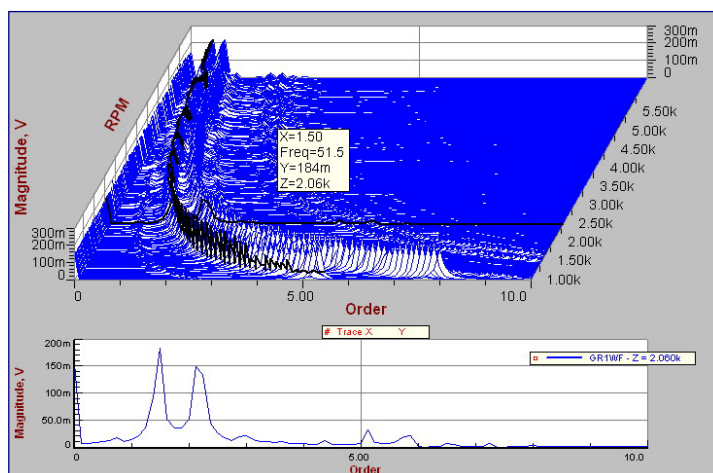 300m
200m
100m
0
RPM
Magnitude, V
X=1.50
Freq=51.5
Y=184m
Z=2.06k
5.50k
5.00k
4.50k
4.00k
3.50k
3.00k
2.50k
2.00k
1.50k
1.00k
300m
200m
100m
0
0
5.00
10.0
Order
# Trace X Y
200m
150m
100m
50.0m
0
Magnitude, V
GR1WF - Z = 2.060k
0
5.00
10.0
Order